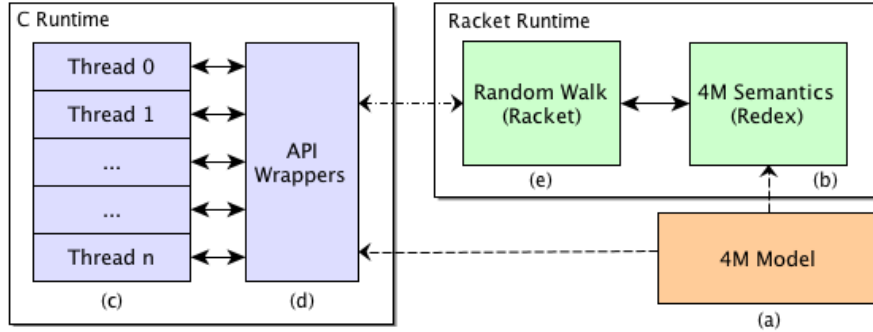 C Runtime
Thread 0
Thread 1
...
...
Thread n
(c)
API
Wrappers
(d)
Racket Runtime
Random Walk
(Racket)
(e)
4M Semantics
(Redex)
(b)
4M Model
(a)